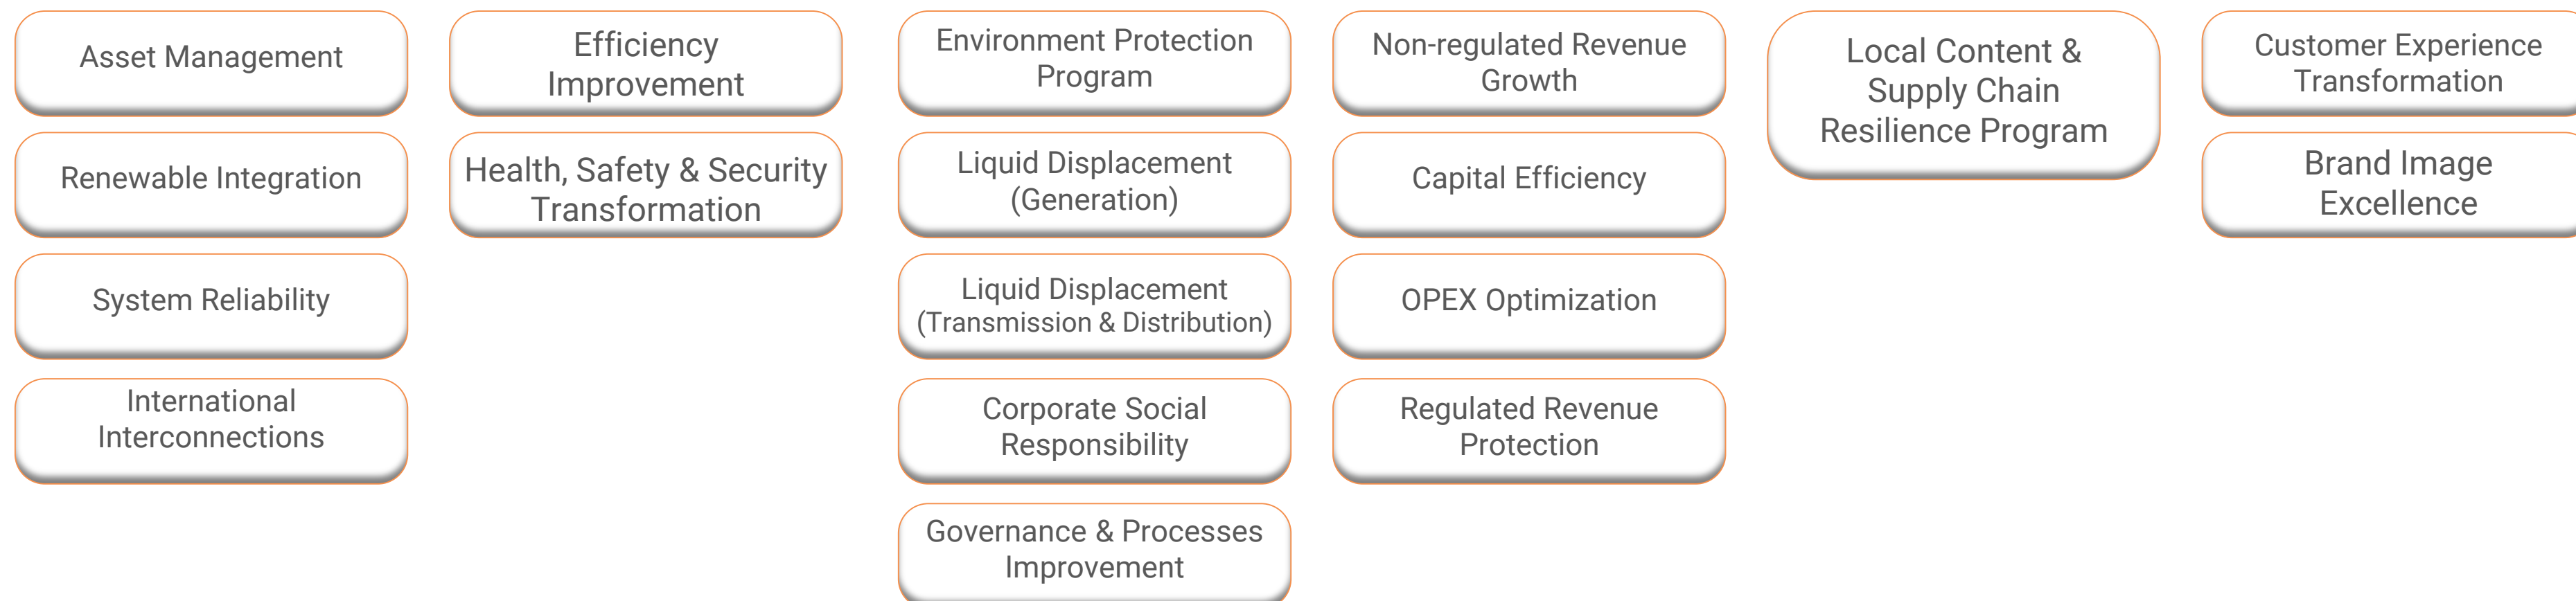 Asset Management
Renewable Integration
System Reliability
International
Interconnections
Efficiency
Improvement
Health, Safety & Security
Transformation
Environment Protection
Program
Liquid Displacement
(Generation)
Liquid Displacement
(Transmission & Distribution)
Corporate Social
Responsibility
Governance & Processes
Improvement
Non-regulated Revenue
Growth
Capital Efficiency
OPEX Optimization
Regulated Revenue
Protection
Local Content &
Supply Chain
Resilience Program
Customer Experience
Transformation
Brand Image
Excellence